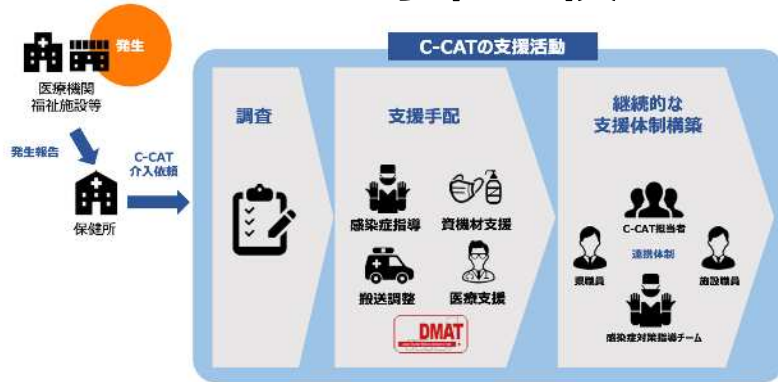 C-CATの支援活動
発生
医療機関
福祉施設等
発生報告
C-CAT
介入依頼
保健所
調査
支援手配
感染症指導
資機材支援
搬送調整
医療支援
DMAT
継続的な
支援体制構築
C-CAT担当者
県職員
連携体制
施設職員
感染症対策指導チーム